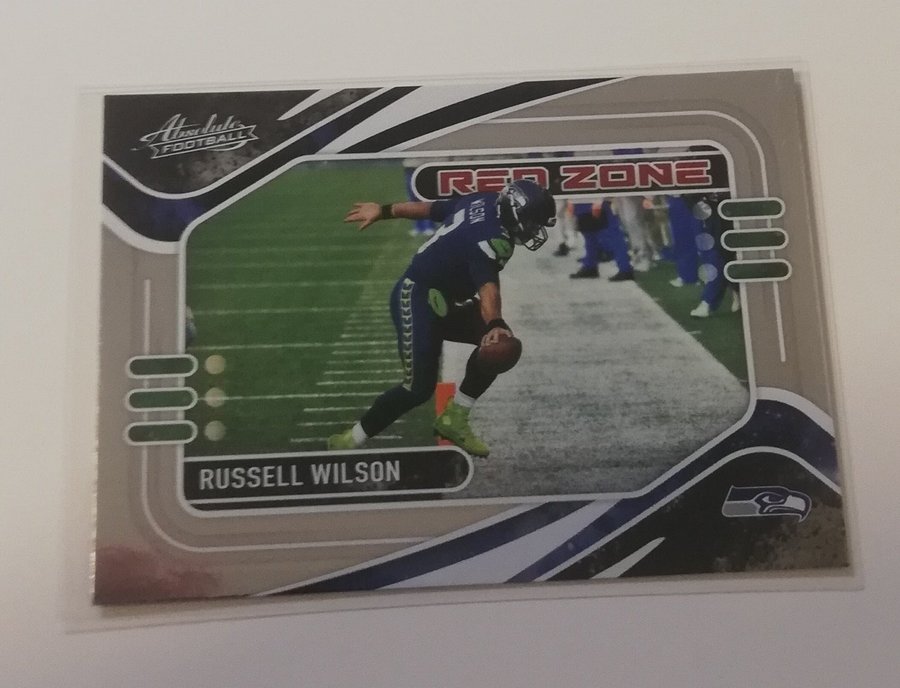 Absolute
FOOTBALL
RED ZONE
WILSON
RUSSELL WILSON